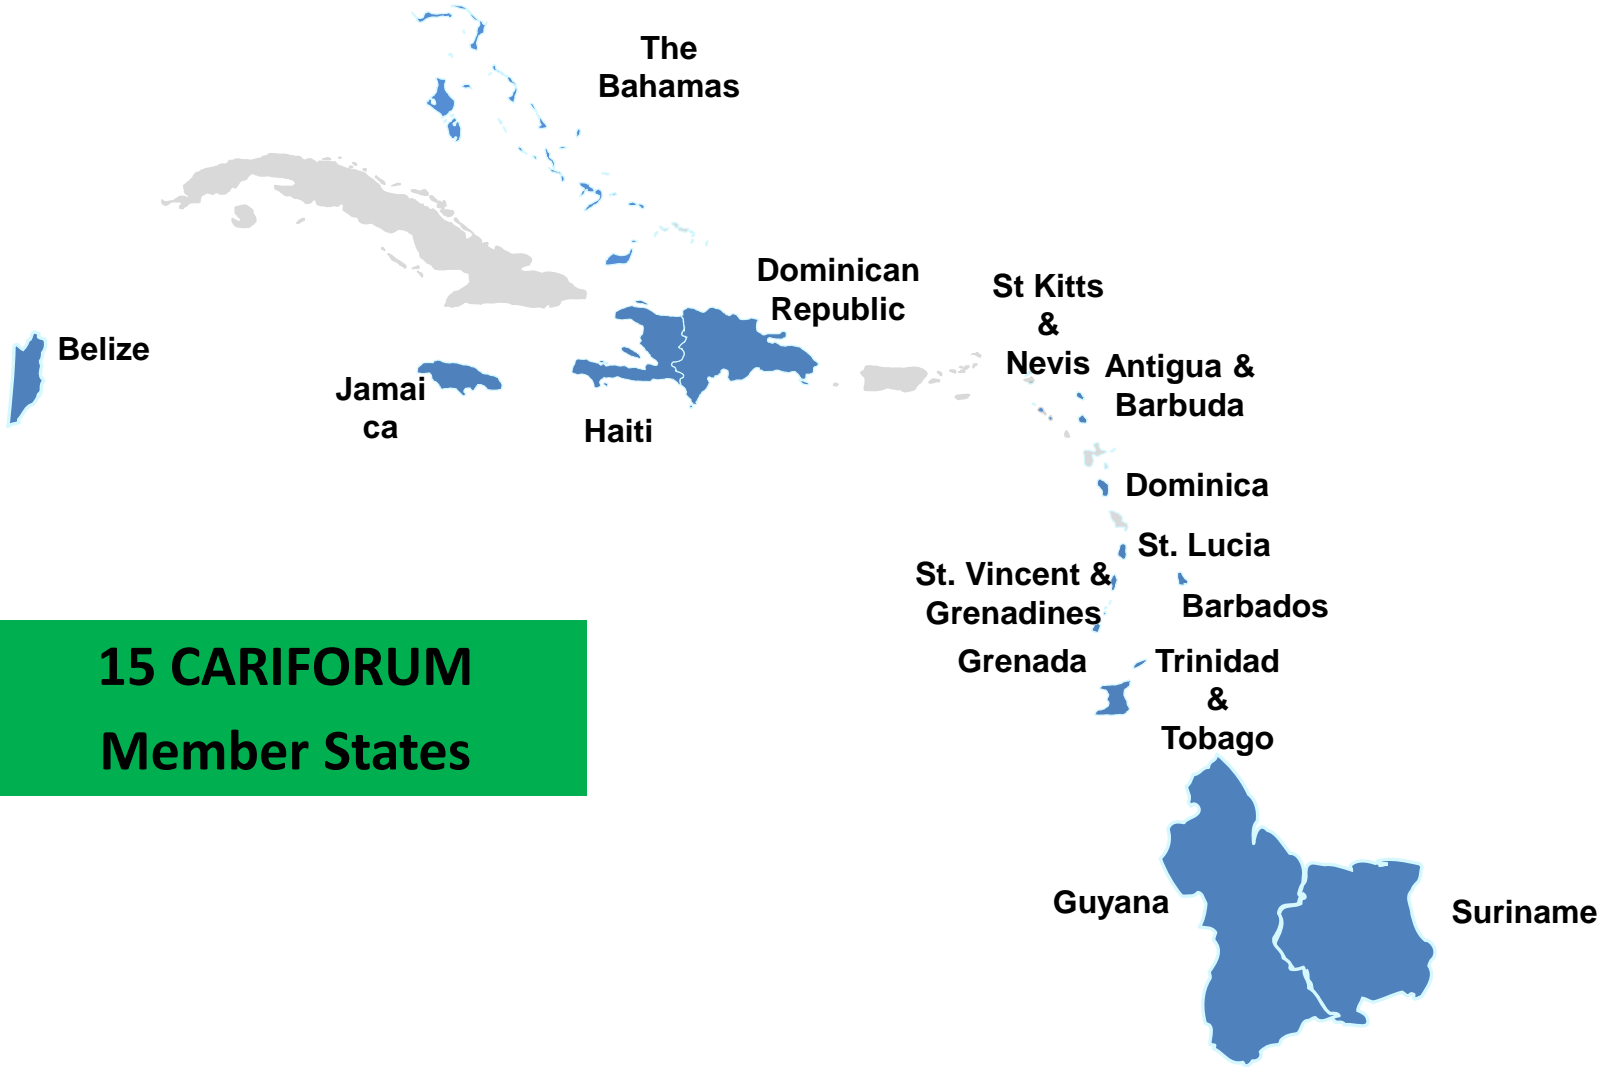 The
Bahamas
Dominican
Republic
St Kitts
&
Nevis
Antigua &
Barbuda
Belize
Jamai
ca
Haiti
Dominica
St. Lucia
St. Vincent &
Grenadines
Barbados
Grenada
Trinidad
&
Tobago
15 CARIFORUM
Member States
Guyana
Suriname